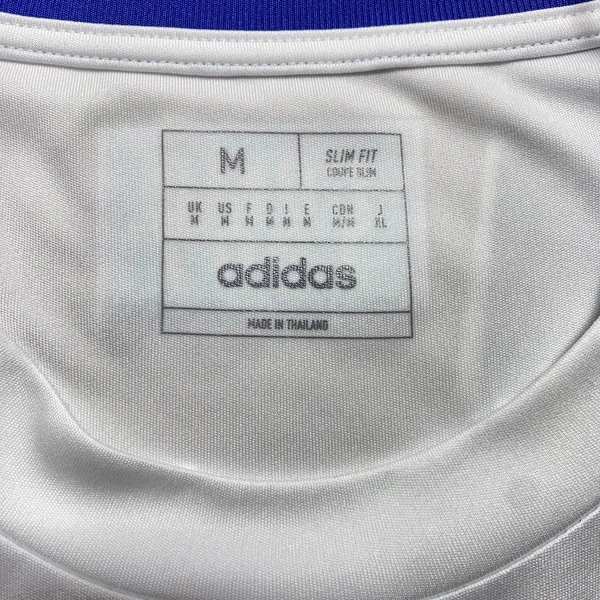 M
SLIM FIT
COUPE SLIM
UK US F D I E CDN J
M M M M M M M/M XL
adidas
MADE IN THAILAND